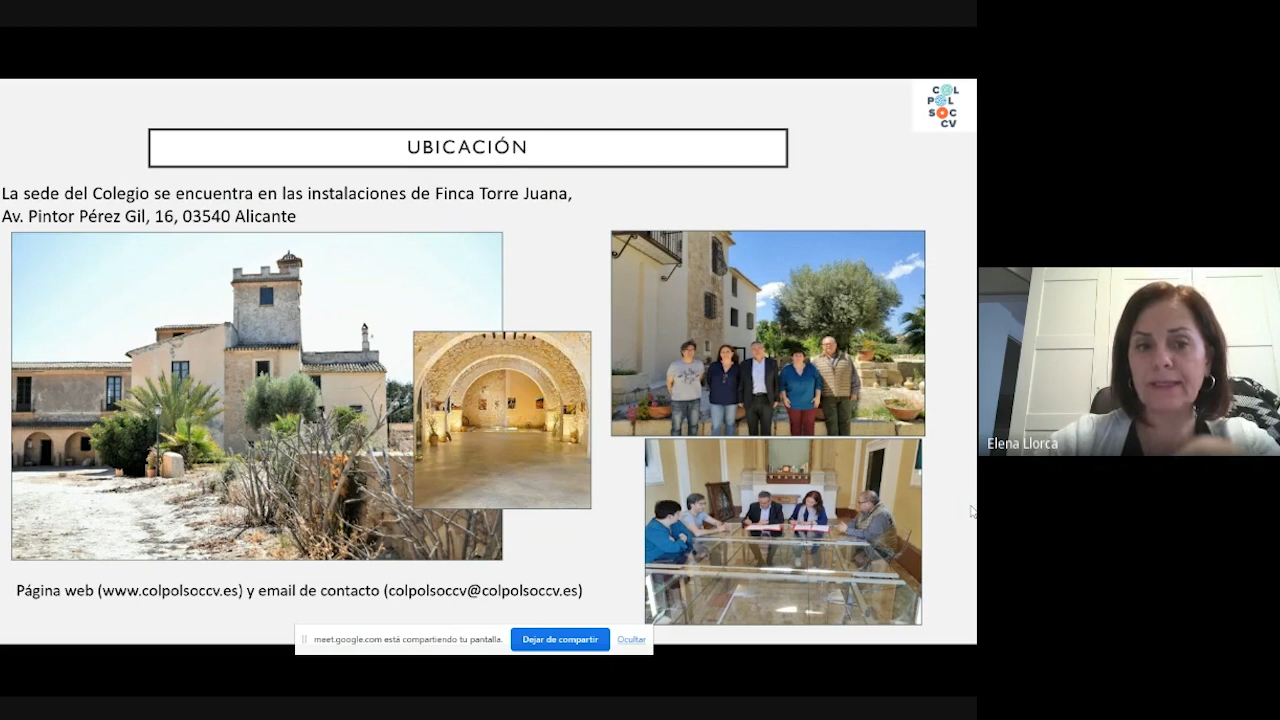 COL
POL
SOC
CV
UBICACIÓN
La sede del Colegio se encuentra en las instalaciones de Finca Torre Juana,
Av. Pintor Pérez Gil, 16, 03540 Alicante
Elena Llorca
Página web (www.colpolsoccv.es) y email de contacto (colpolsoccv@colpolsoccv.es)
meet.google.com está compartiendo tu pantalla. Dejar de compartir Ocultar